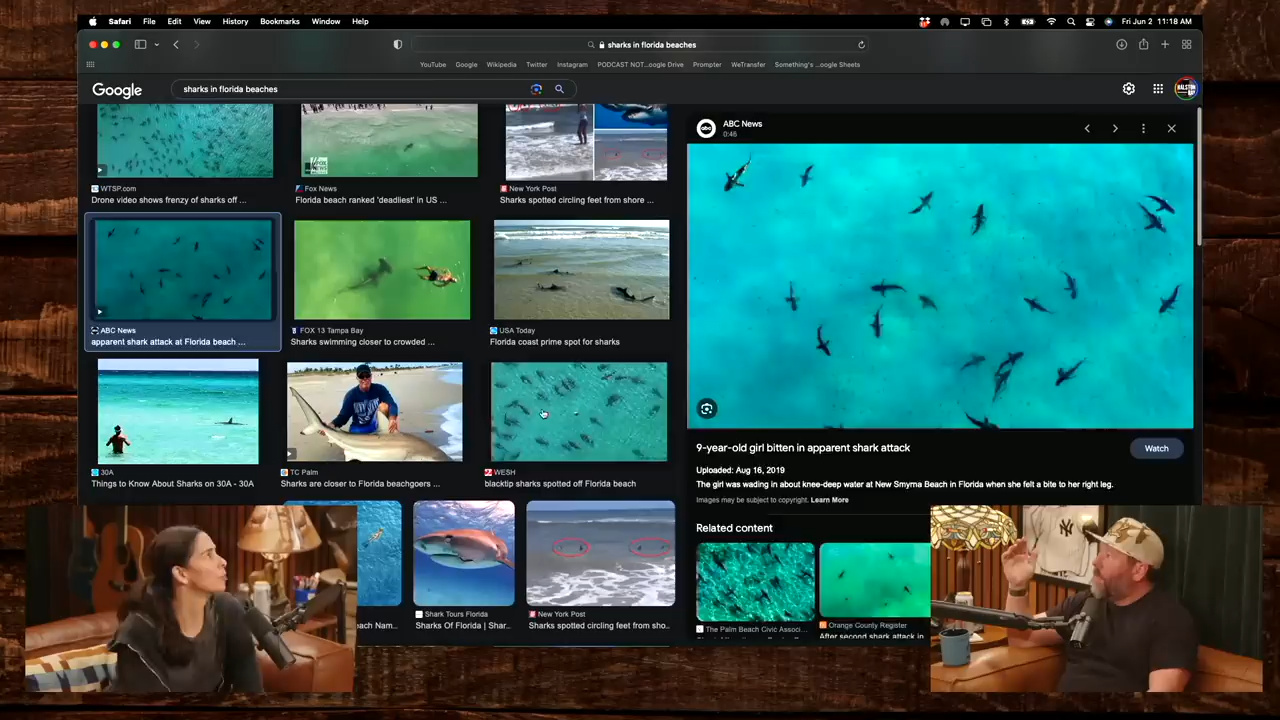 Safari File Edit View History Bookmarks Window Help
Fri Jun 2 11:18 AM
sharks in florida beaches
YouTube Google Wikipedia Twitter Instagram PODCAST NOT...oogle Drive Prompter WeTransfer Something's ...oogle Sheets
Google
sharks in florida beaches
WTSP.com
Drone video shows frenzy of sharks off ...
Fox News
Florida beach ranked 'deadliest' in US ...
New York Post
Sharks spotted circling feet from shore ...
ABC News
apparent shark attack at Florida beach ...
FOX 13 Tampa Bay
Sharks swimming closer to crowded ...
USA Today
Florida coast prime spot for sharks
30A
Things to Know About Sharks on 30A - 30A
TC Palm
Sharks are closer to Florida beachgoers ...
WESH
blacktip sharks spotted off Florida beach
each Nam...
Shark Tours Florida
Sharks Of Florida | Shar...
New York Post
Sharks spotted circling feet from sho...
abc
ABC News
0:46
9-year-old girl bitten in apparent shark attack
Watch
Uploaded: Aug 16, 2019
The girl was wading in about knee-deep water at New Smyrna Beach in Florida when she felt a bite to her right leg.
Images may be subject to copyright. Learn More
Related content
The Palm Beach Civic Associ...
Orange County Register
After second shark attack in